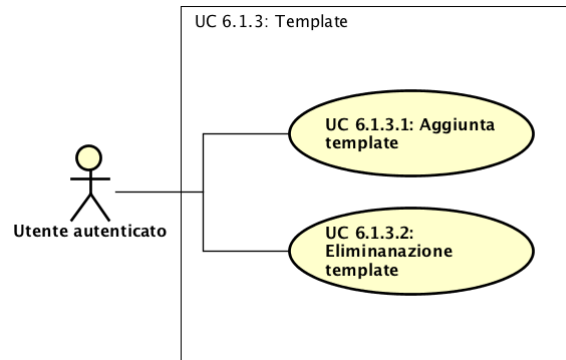 UC 6.1.3: Template
UC 6.1.3.1: Aggiunta
template
Utente autenticato
UC 6.1.3.2:
Eliminanazione
template